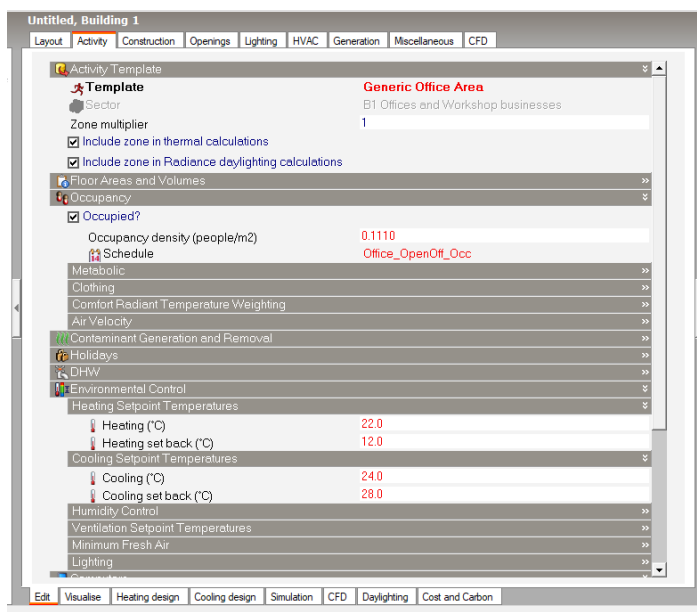 Untitled, Building 1
Layout Activity Construction Openings Lighting HVAC Generation Miscellaneous CFD
Activity Template
Template Generic Office Area
Sector B1 Offices and Workshop businesses
Zone multiplier 1
Include zone in thermal calculations
Include zone in Radiance daylighting calculations
Floor Areas and Volumes
Occupancy
Occupied?
Occupancy density (people/m2) 0.1110
Schedule Office_OpenOff_Occ
Metabolic
Clothing
Comfort Radiant Temperature Weighting
Air Velocity
Contaminant Generation and Removal
Holidays
DHW
Environmental Control
Heating Setpoint Temperatures
Heating (°C) 22.0
Heating set back (°C) 12.0
Cooling Setpoint Temperatures
Cooling (°C) 24.0
Cooling set back (°C) 28.0
Humidity Control
Ventilation Setpoint Temperatures
Minimum Fresh Air
Lighting
Edit Visualise Heating design Cooling design Simulation CFD Daylighting Cost and Carbon